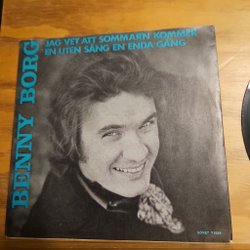 BENNY BORG
JAG VET ATT SOMMARN KOMMER
EN LITEN SÅNG EN ENDA GÅNG